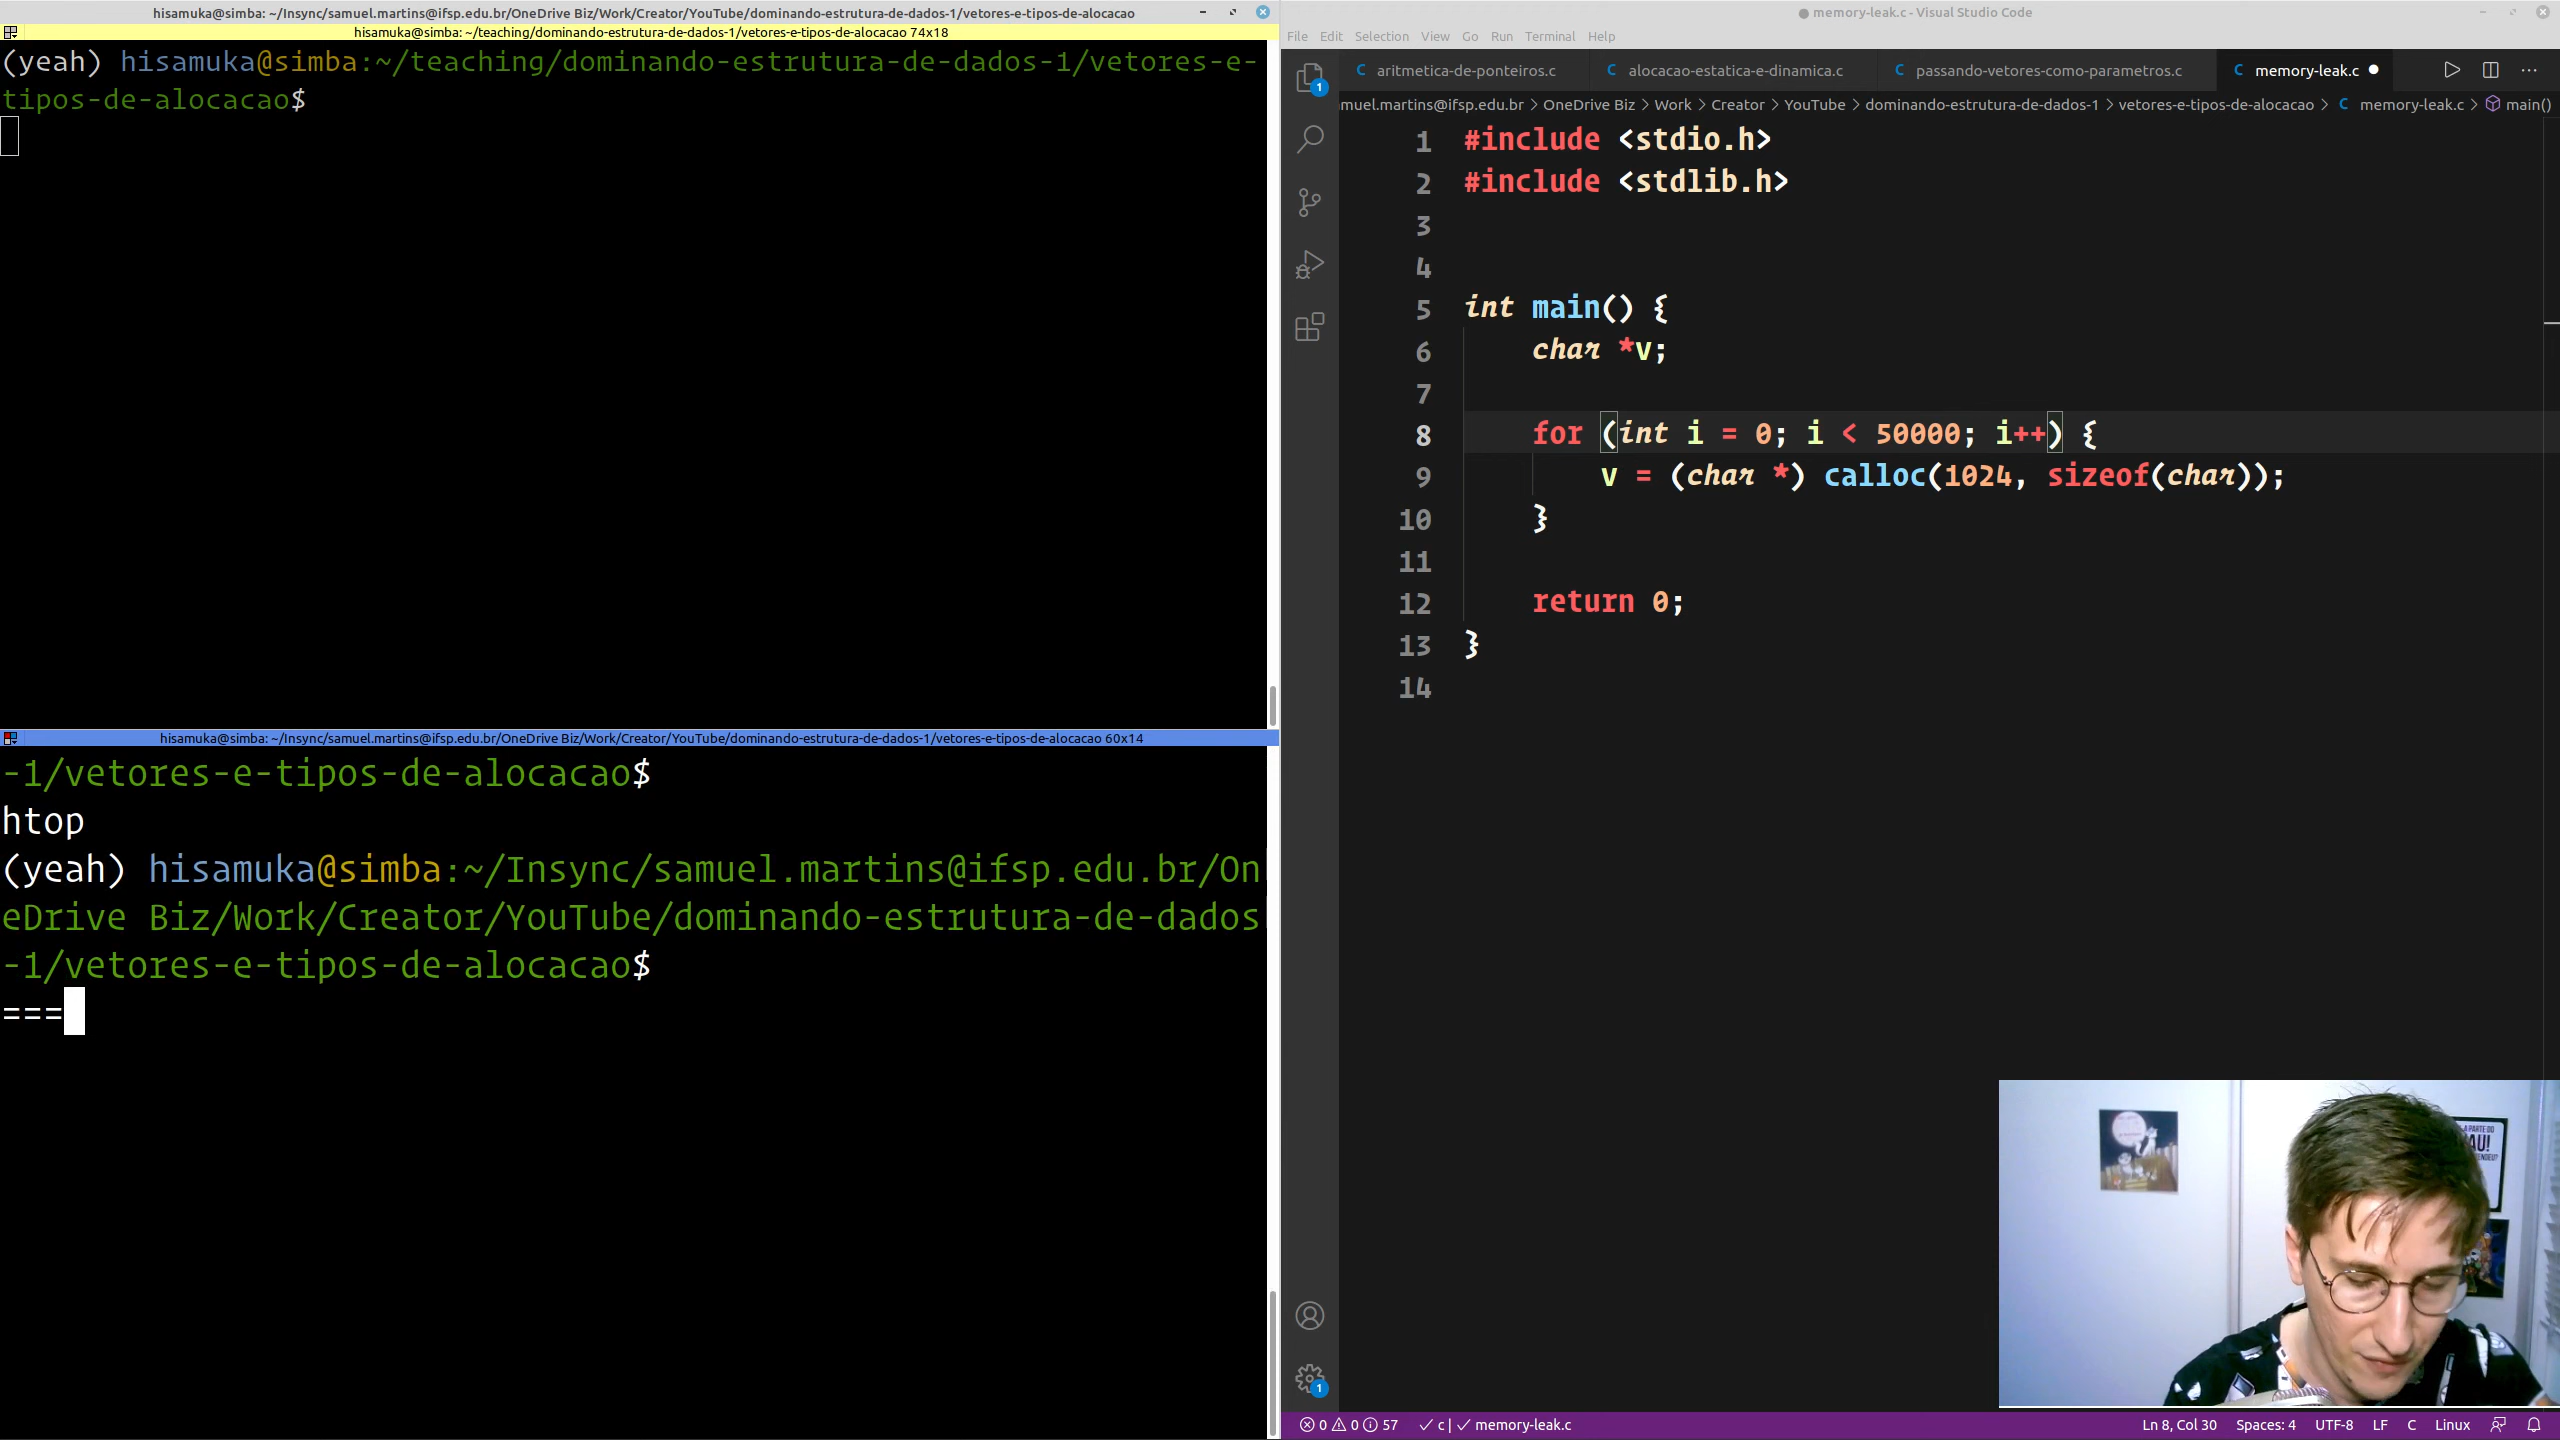 hisamuka@simba: ~/Insync/samuel.martins@ifsp.edu.br/OneDrive Biz/Work/Creator/YouTube/dominando-estrutura-de-dados-1/vetores-e-tipos-de-alocacao
hisamuka@simba: ~/teaching/dominando-estrutura-de-dados-1/vetores-e-tipos-de-alocacao 74x18
(yeah) hisamuka@simba:~/teaching/dominando-estrutura-de-dados-1/vetores-e-
tipos-de-alocacao$
hisamuka@simba: ~/Insync/samuel.martins@ifsp.edu.br/OneDrive Biz/Work/Creator/YouTube/dominando-estrutura-de-dados-1/vetores-e-tipos-de-alocacao 60x14
-1/vetores-e-tipos-de-alocacao$
htop
(yeah) hisamuka@simba:~/Insync/samuel.martins@ifsp.edu.br/On
eDrive Biz/Work/Creator/YouTube/dominando-estrutura-de-dados
-1/vetores-e-tipos-de-alocacao$
===
● memory-leak.c - Visual Studio Code
File Edit Selection View Go Run Terminal Help
C aritmetica-de-ponteiros.c C alocacao-estatica-e-dinamica.c C passando-vetores-como-parametros.c C memory-leak.c ●
muel.martins@ifsp.edu.br > OneDrive Biz > Work > Creator > YouTube > dominando-estrutura-de-dados-1 > vetores-e-tipos-de-alocacao > C memory-leak.c > main()
1 #include <stdio.h>
2 #include <stdlib.h>
3
4
5 int main() {
6 char *v;
7
8 for (int i = 0; i < 50000; i++) {
9 v = (char *) calloc(1024, sizeof(char));
10 }
11
12 return 0;
13 }
14
1
1
A PARTE DO
AU!
0 0 57 c | memory-leak.c Ln 8, Col 30 Spaces: 4 UTF-8 LF C Linux